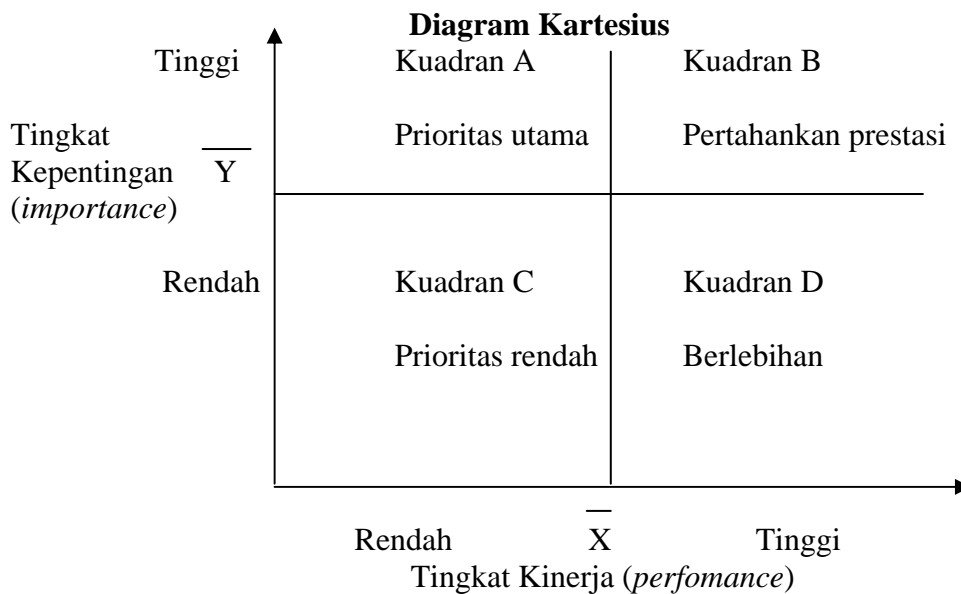 Diagram Kartesius
Tinggi Kuadran A Kuadran B
Tingkat Prioritas utama Pertahankan prestasi
Kepentingan Y
(importance)
Rendah Kuadran C Kuadran D
Prioritas rendah Berlebihan
Rendah X Tinggi
Tingkat Kinerja (perfomance)